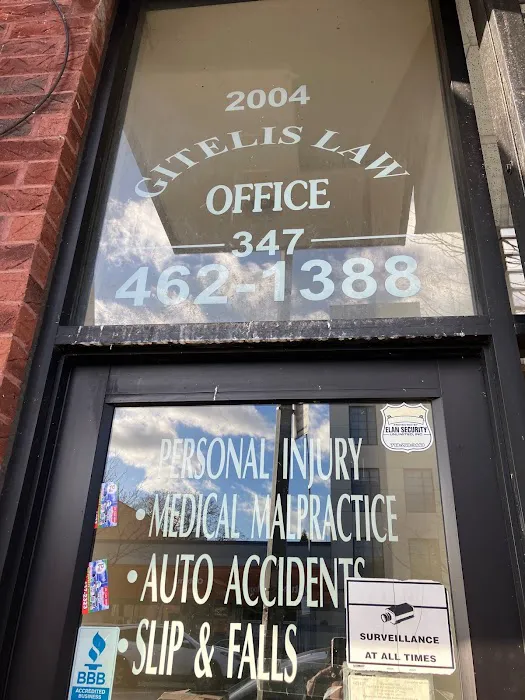 2004
GITELIS LAW
OFFICE
347
462-1388
ELAN SECURITY
PERSONAL INJURY
• MEDICAL MALPRACTICE
• AUTO ACCIDENTS
• SLIP & FALLS
SURVEILLANCE
AT ALL TIMES
BBB
ACCREDITED
BUSINESS